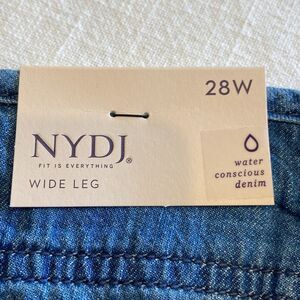 28W
NYDJ®
FIT IS EVERYTHING
WIDE LEG
water
conscious
denim